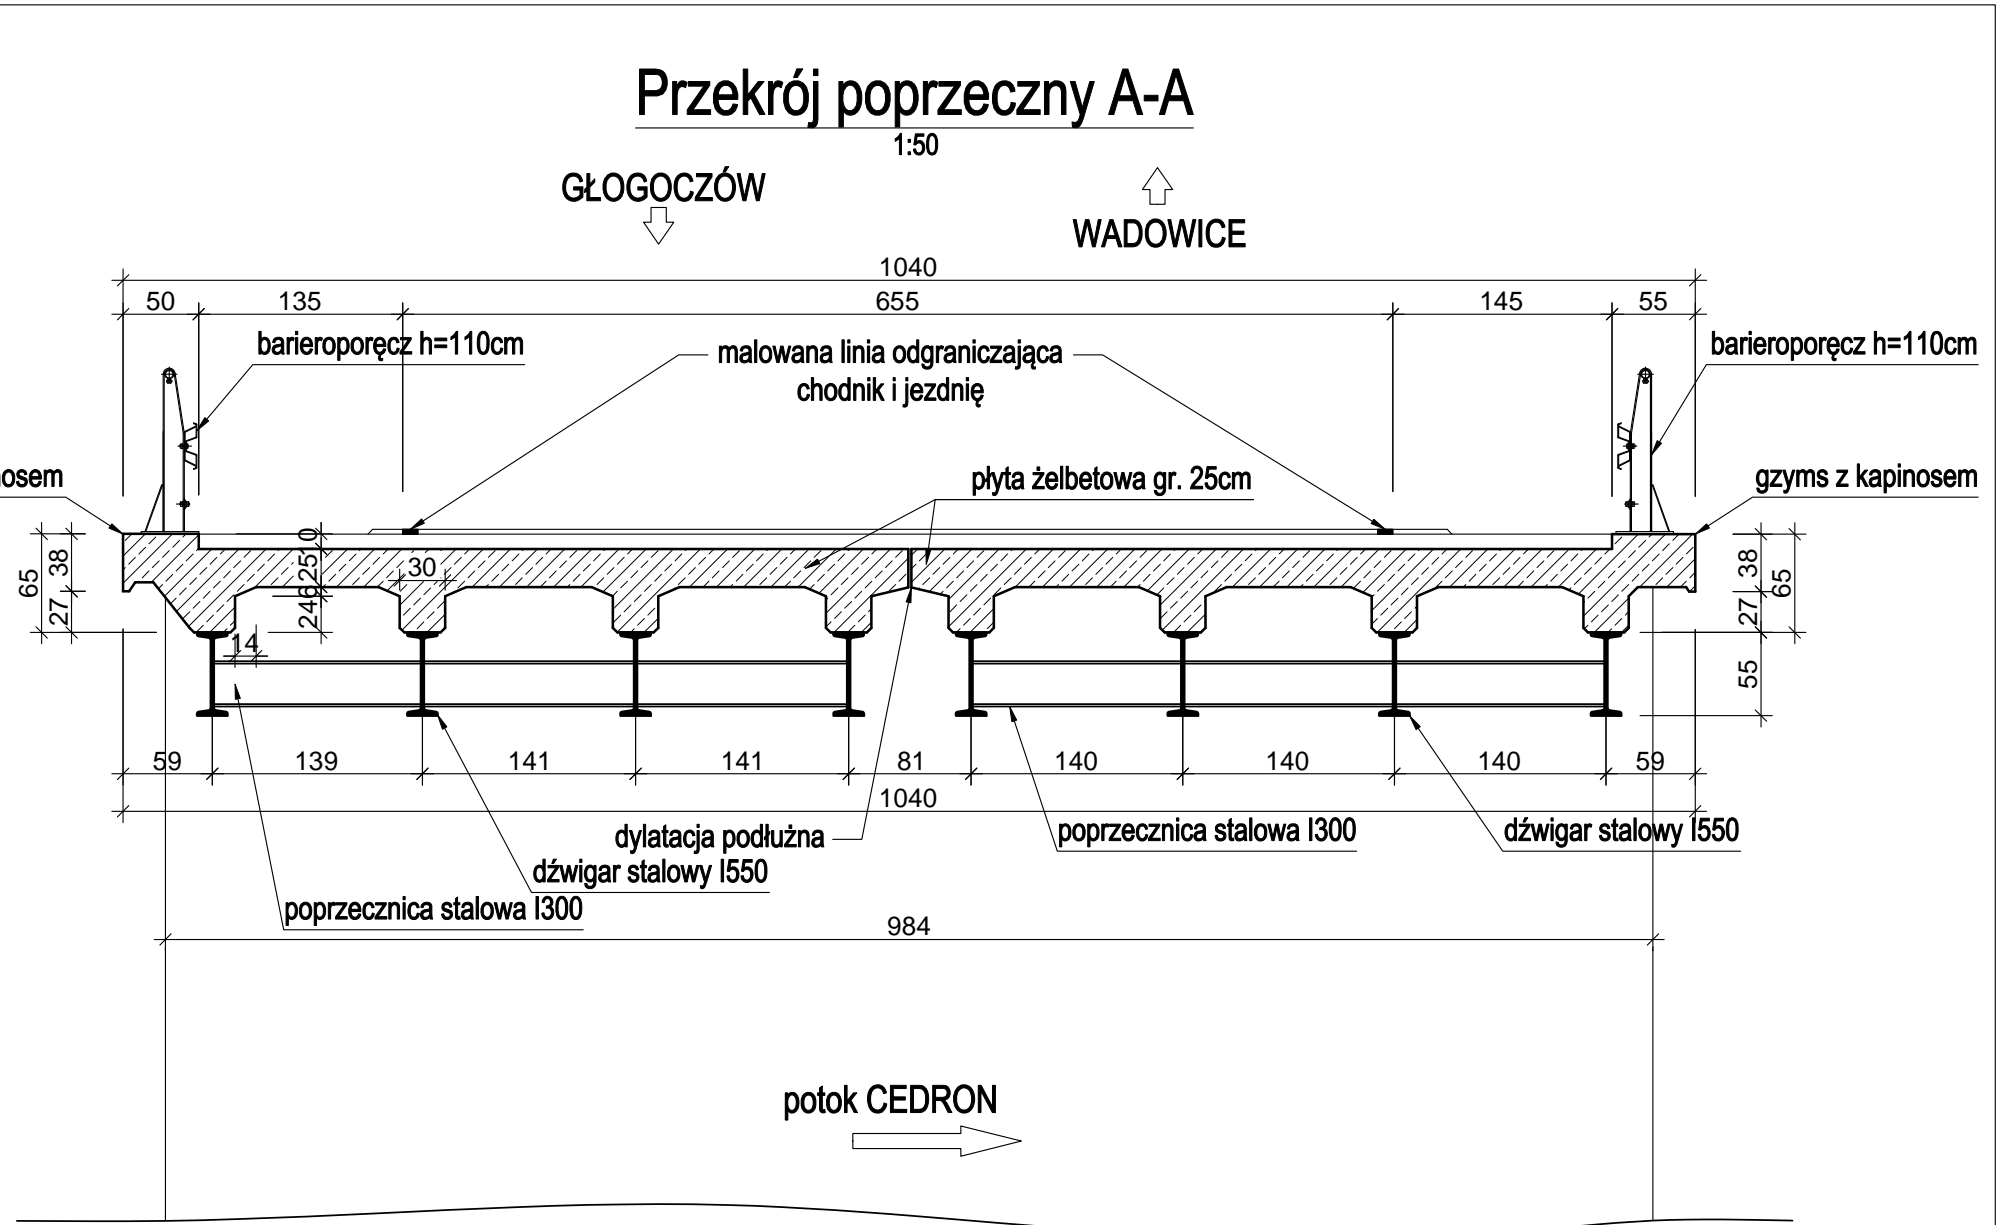 Przekrój poprzeczny A-A
1:50
GŁOGOCZÓW
WADOWICE
1040
50 135 655 145 55
barieroporęcz h=110cm
malowana linia odgraniczająca
chodnik i jezdnię
barieroporęcz h=110cm
nosem
płyta żelbetowa gr. 25cm
gzyms z kapinosem
65
38
27
10
25
6
24
30
14
38
27
65
55
59 139 141 141 81 140 140 140 59
1040
dylatacja podłużna
poprzecznica stalowa I300
dźwigar stalowy I550
dźwigar stalowy I550
poprzecznica stalowa I300
984
potok CEDRON